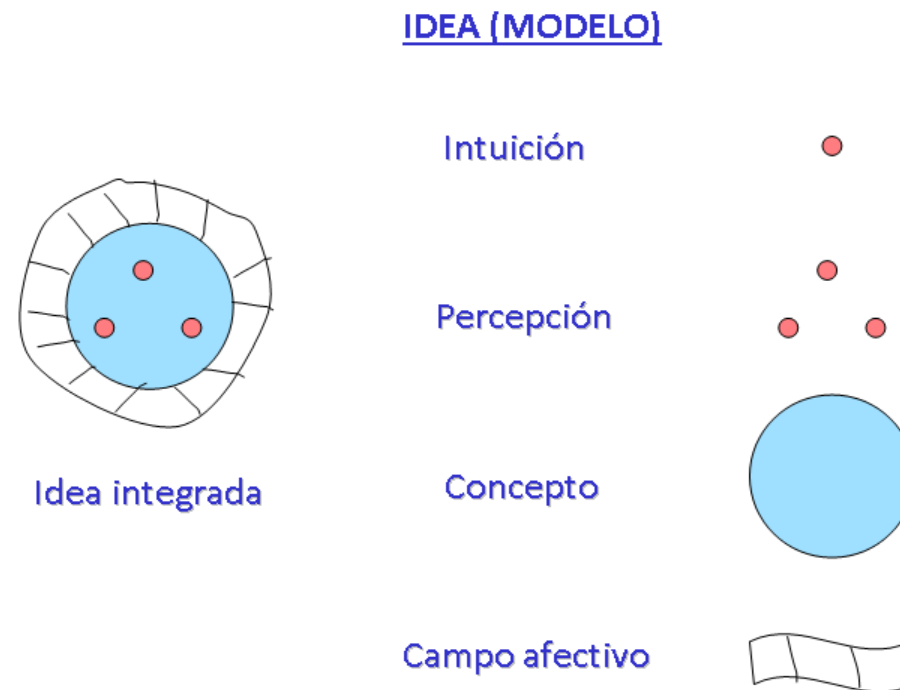 IDEA (MODELO)
Intuición
Percepción
Idea integrada
Concepto
Campo afectivo